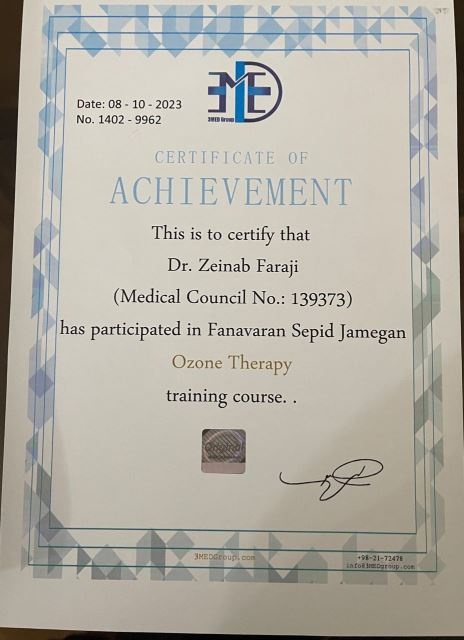 3MED Group
Date: 08 - 10 - 2023
No. 1402 - 9962
CERTIFICATE OF
ACHIEVEMENT
This is to certify that
Dr. Zeinab Faraji
(Medical Council No.: 139373)
has participated in Fanavaran Sepid Jamegan
Ozone Therapy
training course. .
Original
3MEDGroup.com
+98-21-72478
info@3MEDgroup.com